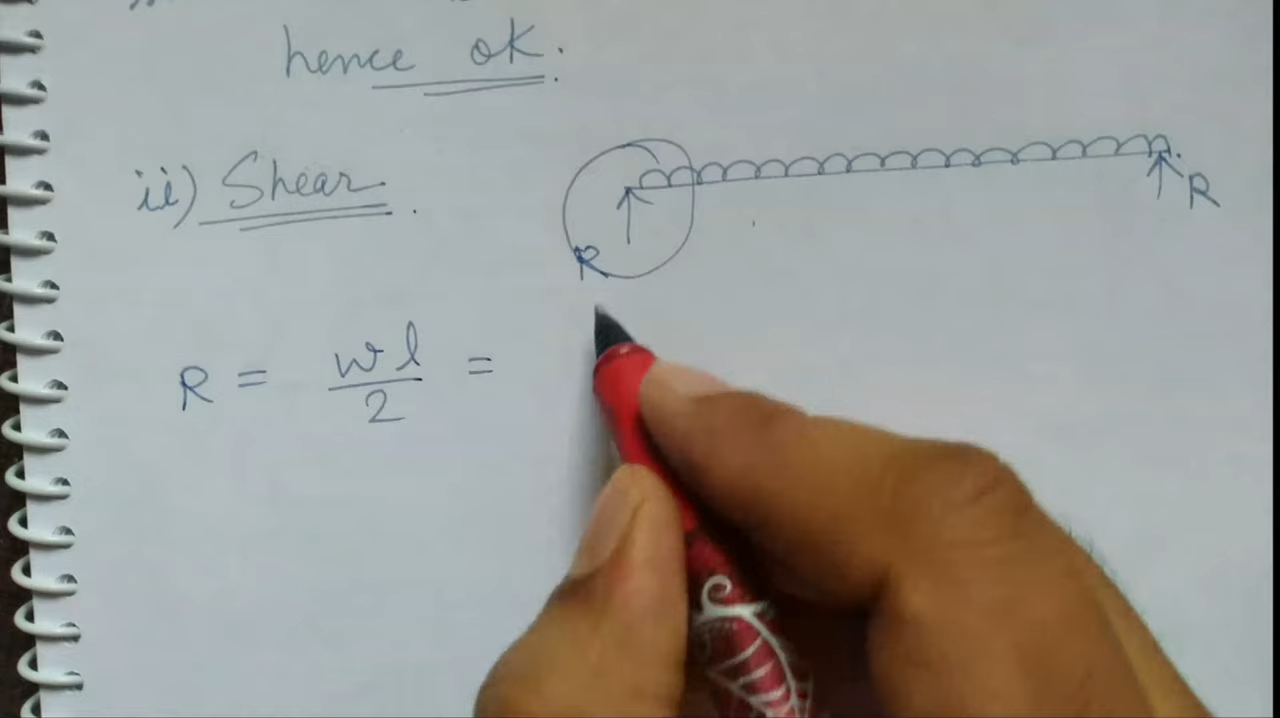 hence ok.
ii) Shear.
R
R
R = wl/2 =